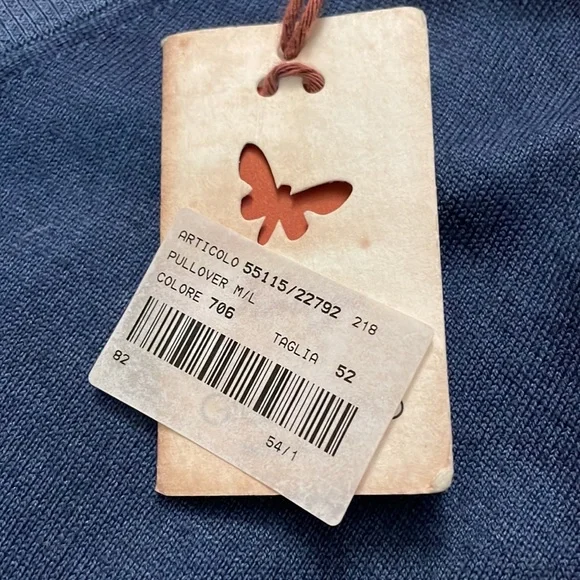 ARTICOLO 55115/22792 218
PULLOVER M/L
COLORE 706
TAGLIA 52
82
54/1